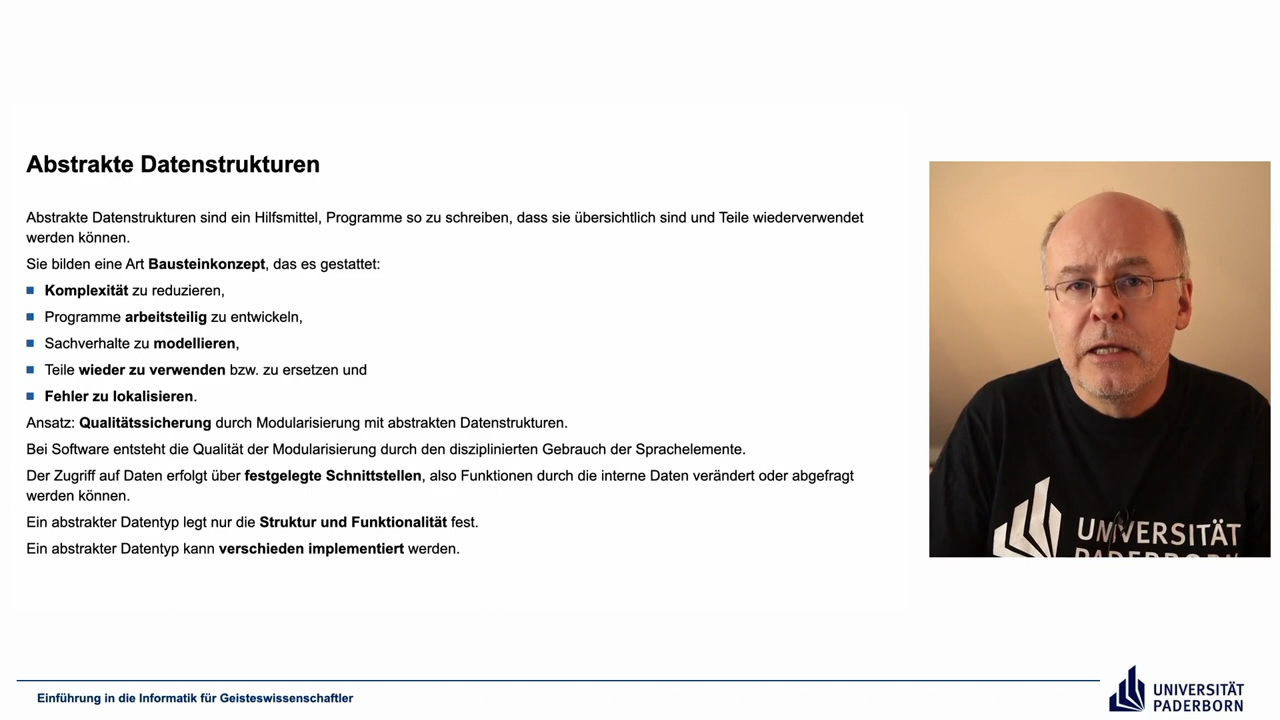 Abstrakte Datenstrukturen
Abstrakte Datenstrukturen sind ein Hilfsmittel, Programme so zu schreiben, dass sie übersichtlich sind und Teile wiederverwendet
werden können.
Sie bilden eine Art Bausteinkonzept, das es gestattet:
Komplexität zu reduzieren,
Programme arbeitsteilig zu entwickeln,
Sachverhalte zu modellieren,
Teile wieder zu verwenden bzw. zu ersetzen und
Fehler zu lokalisieren.
Ansatz: Qualitätssicherung durch Modularisierung mit abstrakten Datenstrukturen.
Bei Software entsteht die Qualität der Modularisierung durch den disziplinierten Gebrauch der Sprachelemente.
Der Zugriff auf Daten erfolgt über festgelegte Schnittstellen, also Funktionen durch die interne Daten verändert oder abgefragt
werden können.
Ein abstrakter Datentyp legt nur die Struktur und Funktionalität fest.
Ein abstrakter Datentyp kann verschieden implementiert werden.
UNIVERSITÄT
PADERBORN
Einführung in die Informatik für Geisteswissenschaftler
UNIVERSITÄT
PADERBORN